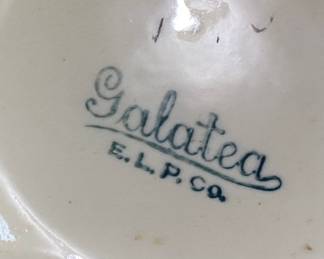 Galatea
E. L. P. Co.